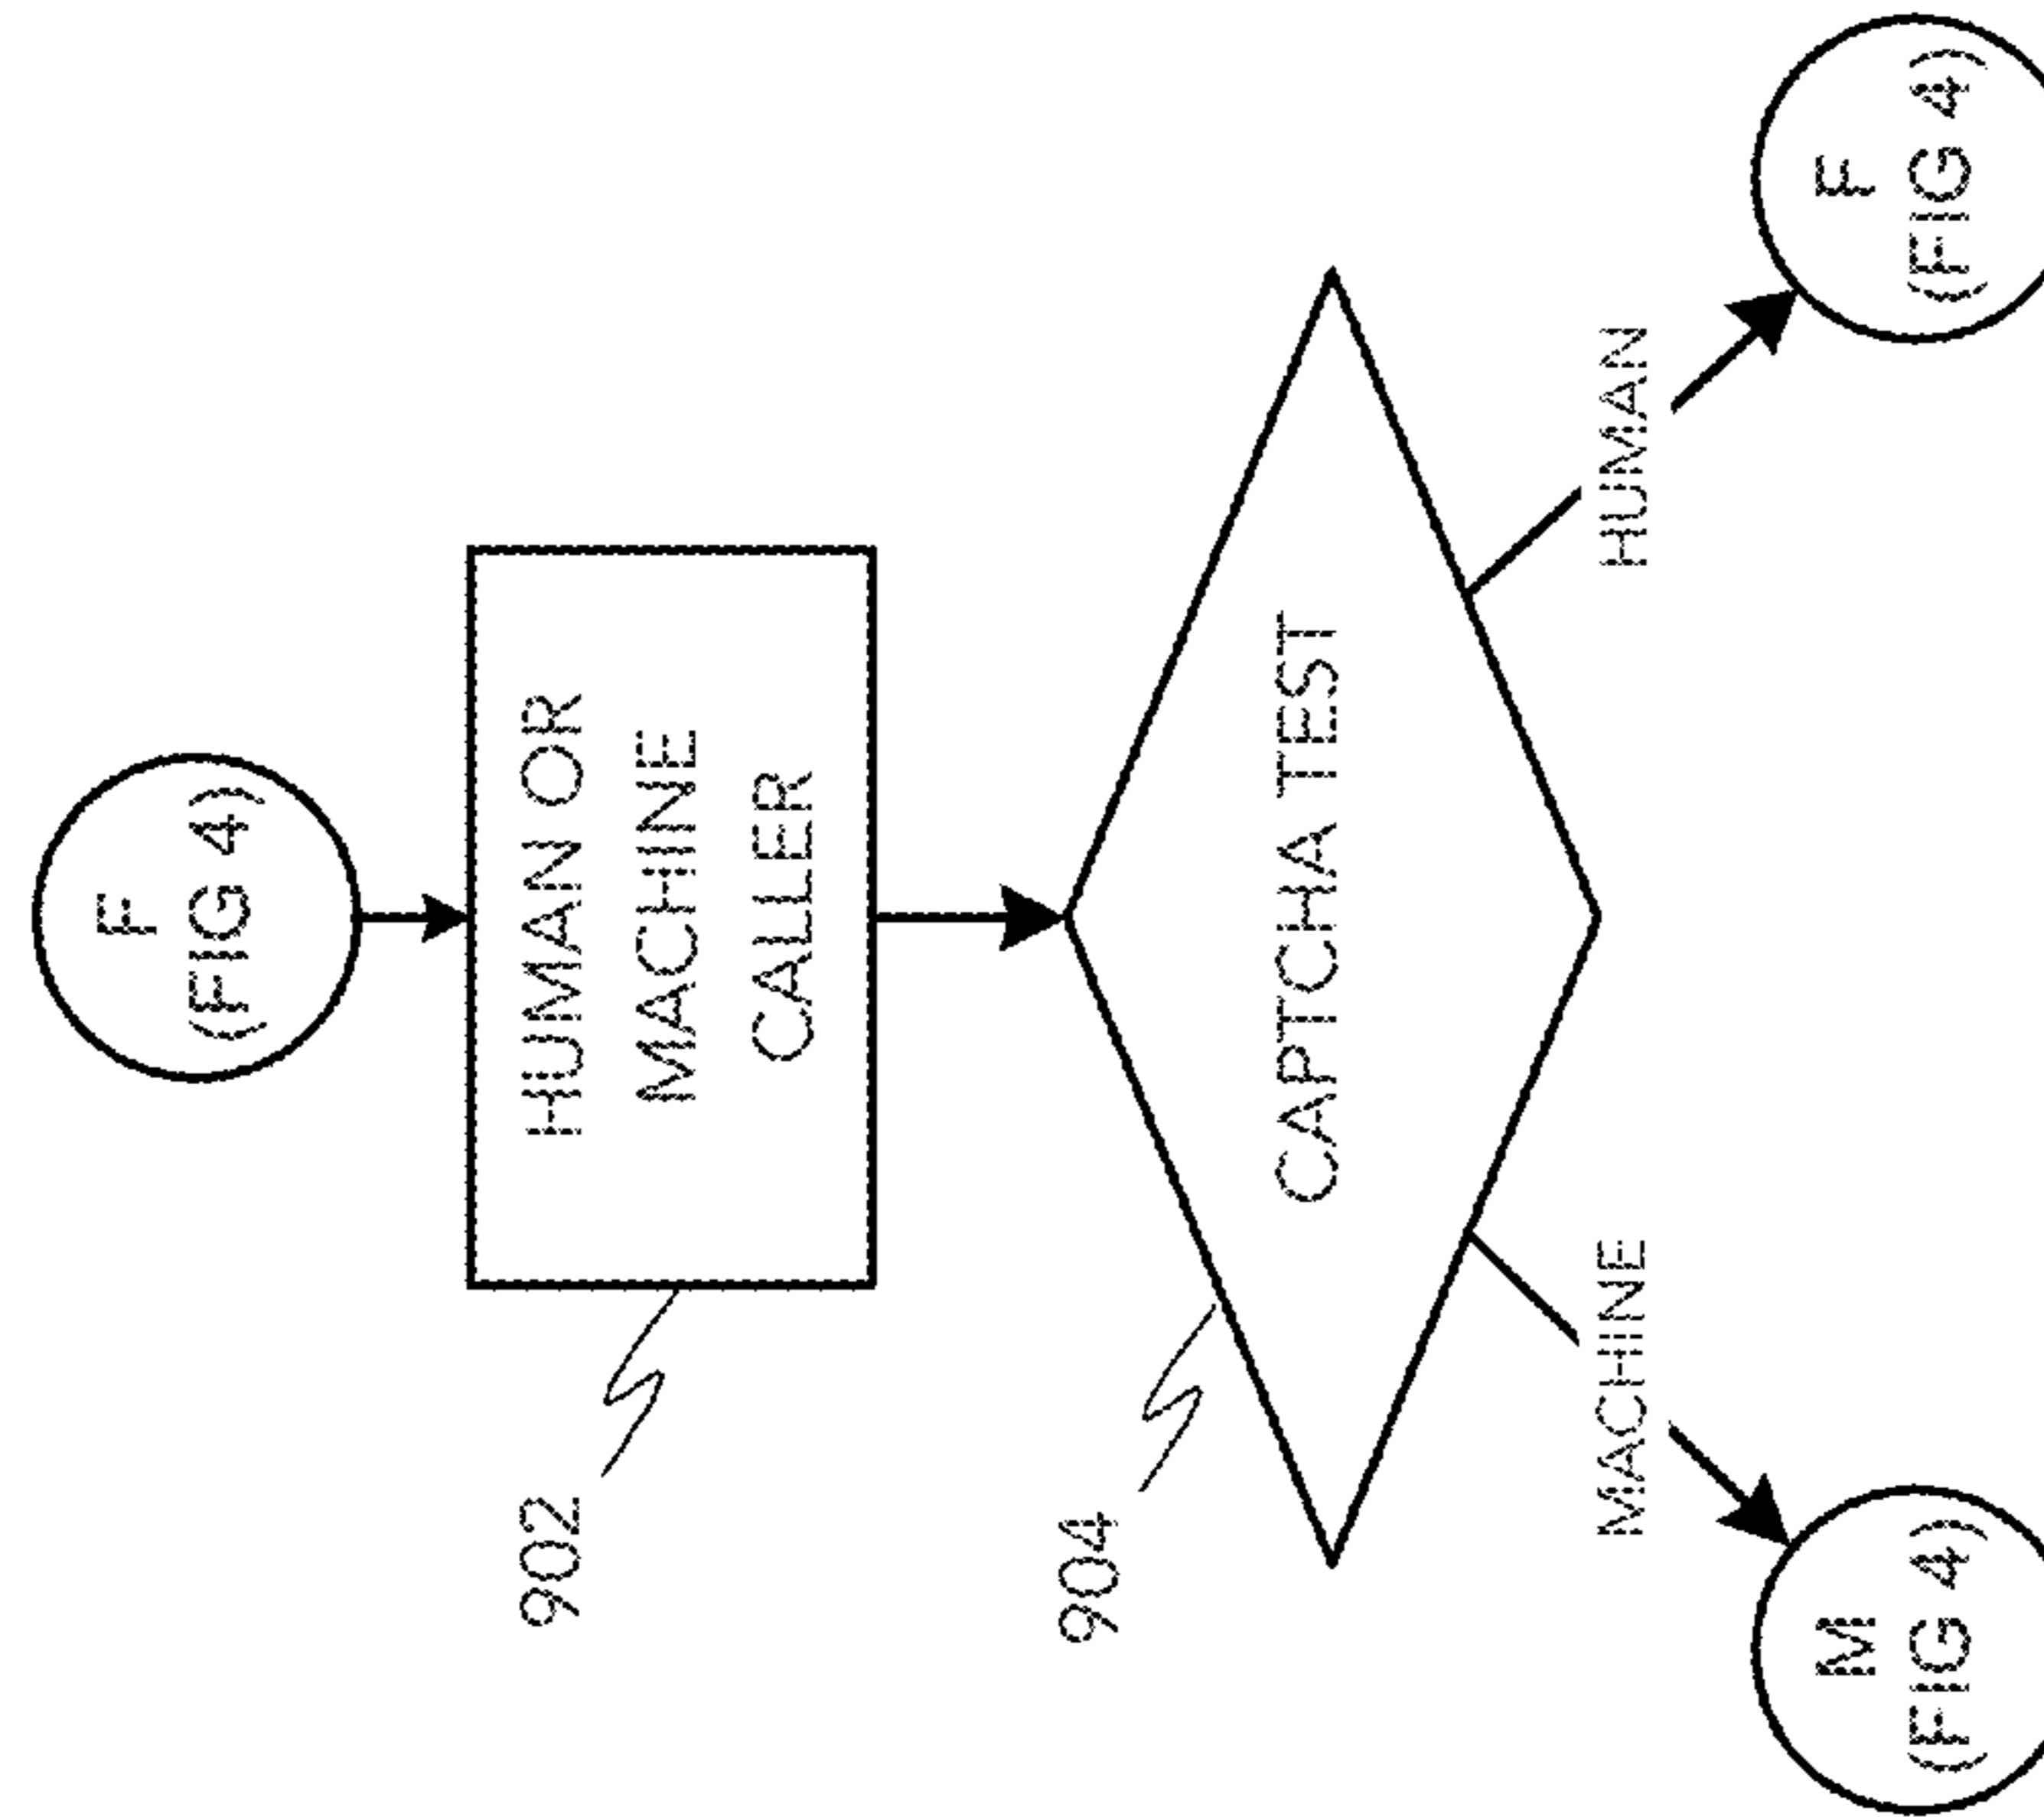 F
(FIG 4)
902
HUMAN OR
MACHINE
CALLER
904
CAPTCHA TEST
MACHINE
HUMAN
M
(FIG 4)
F
(FIG 4)